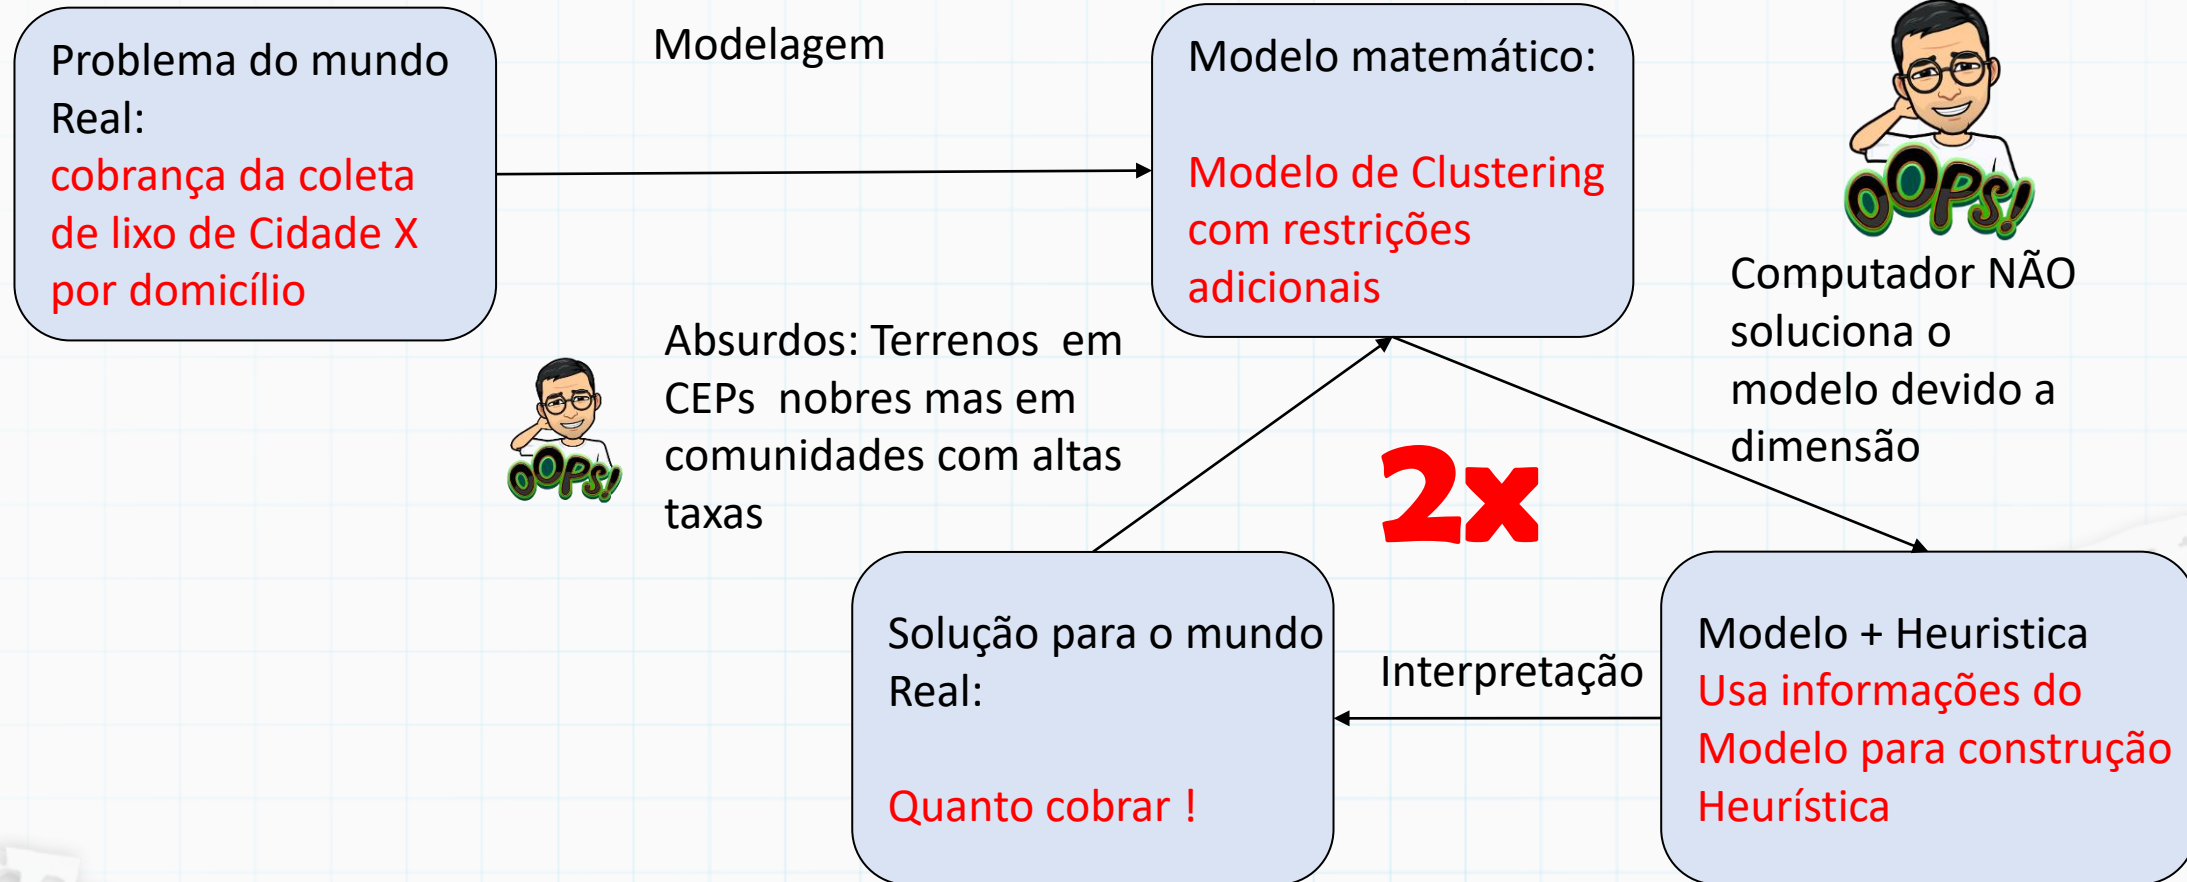 Problema do mundo
Real:
cobrança da coleta
de lixo de Cidade X
por domicílio
Modelagem
Modelo matemático:
Modelo de Clustering
com restrições
adicionais
OOPS!
Computador NÃO
soluciona o
modelo devido a
dimensão
OOPS!
Absurdos: Terrenos em
CEPs nobres mas em
comunidades com altas
taxas
2x
Solução para o mundo
Real:
Quanto cobrar !
Interpretação
Modelo + Heuristica
Usa informações do
Modelo para construção
Heurística